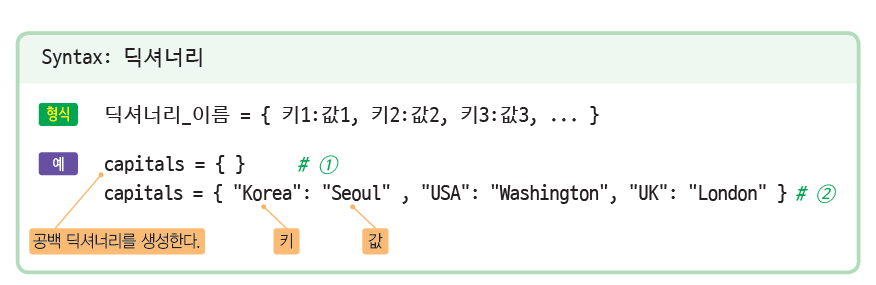 Syntax: 딕셔너리
형식 딕셔너리_이름 = { 키1:값1, 키2:값2, 키3:값3, ... }
예 capitals = { } # ①
capitals = { "Korea": "Seoul" , "USA": "Washington", "UK": "London" } # ②
공백 딕셔너리를 생성한다. 키 값